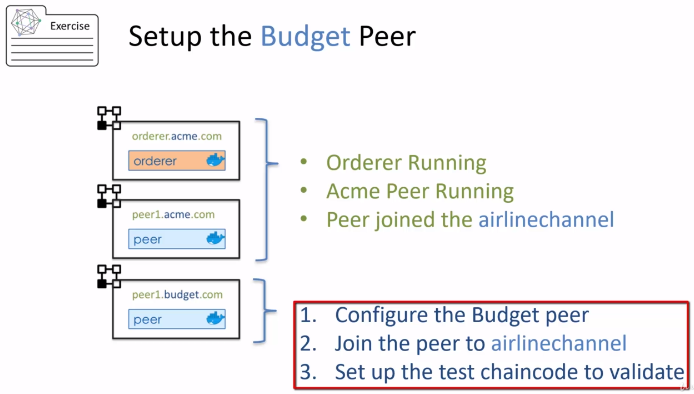 Exercise
Setup the Budget Peer
orderer.acme.com
orderer
peer1.acme.com
peer
• Orderer Running
• Acme Peer Running
• Peer joined the airlinechannel
peer1.budget.com
peer
1. Configure the Budget peer
2. Join the peer to airlinechannel
3. Set up the test chaincode to validate